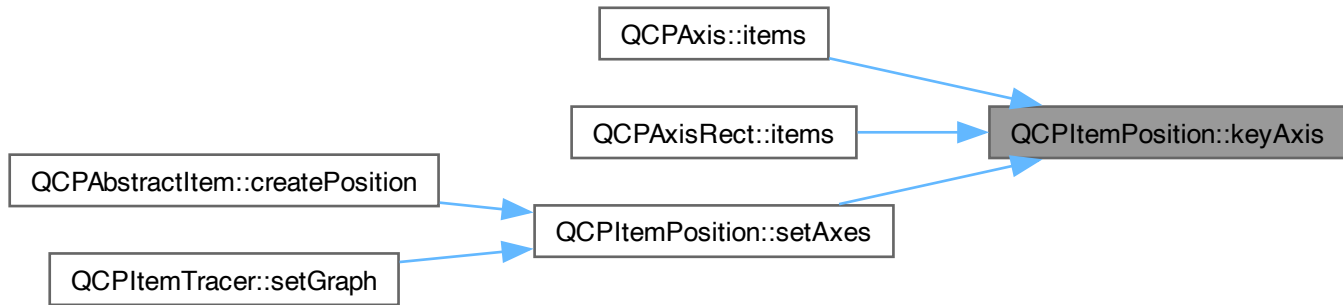 QCPAxis::items
QCPAxisRect::items
QCPItemPosition::keyAxis
QCPAbstractItem::createPosition
QCPItemPosition::setAxes
QCPItemTracer::setGraph